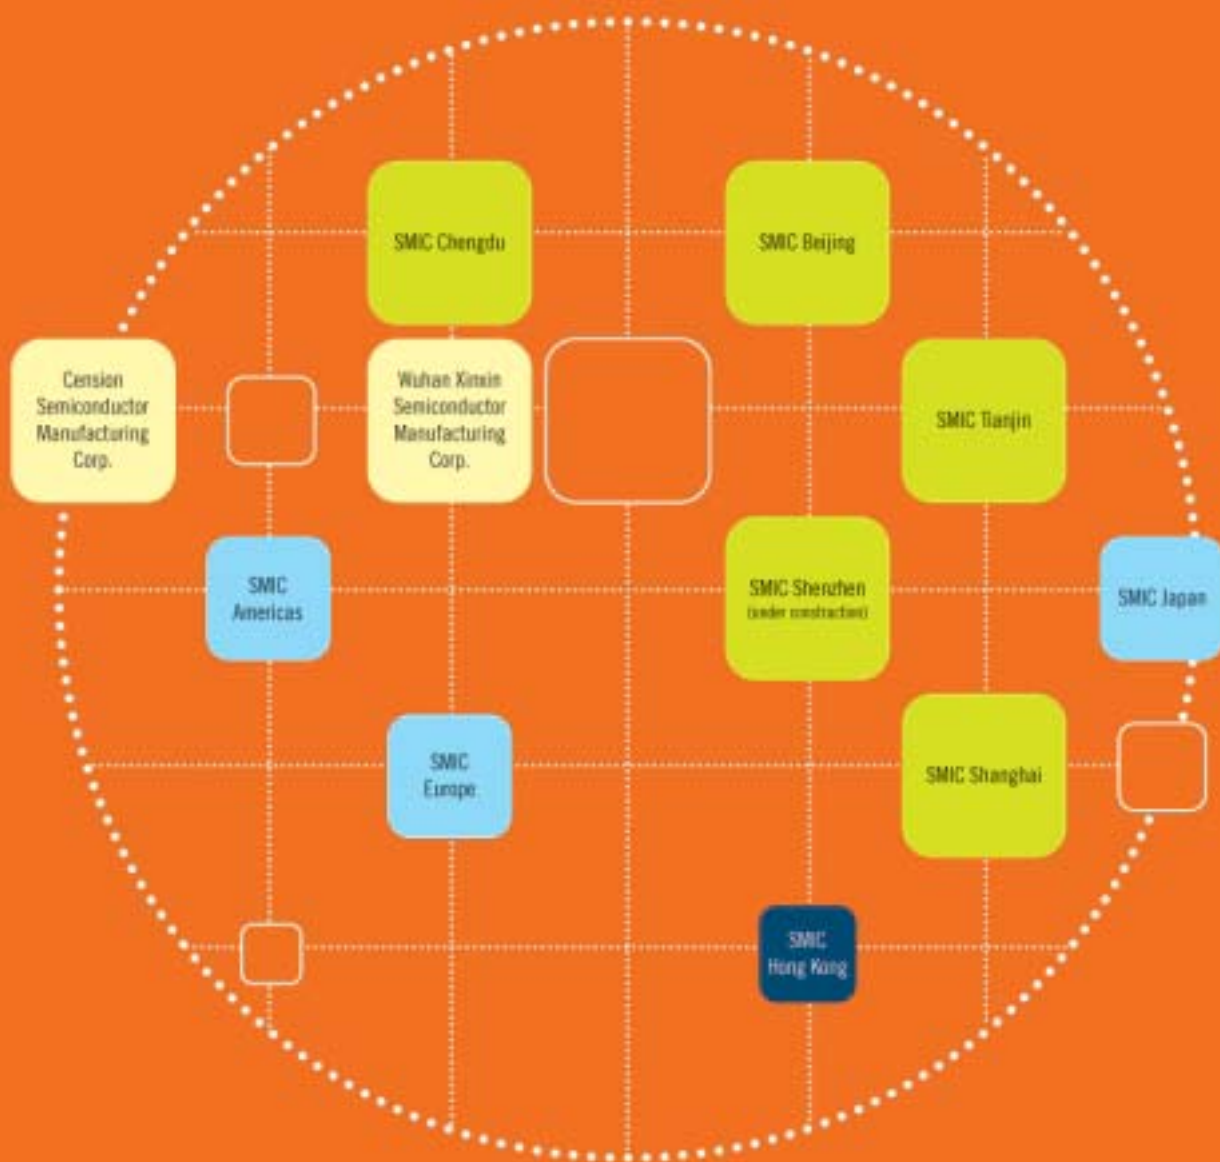 SMIC Chengdu
SMIC Beijing
Cension
Semiconductor
Manufacturing
Corp.
Wuhan Xinxin
Semiconductor
Manufacturing
Corp.
SMIC Tianjin
SMIC
Americas
SMIC Shenzhen
(under construction)
SMIC Japan
SMIC
Europe
SMIC Shanghai
SMIC
Hong Kong